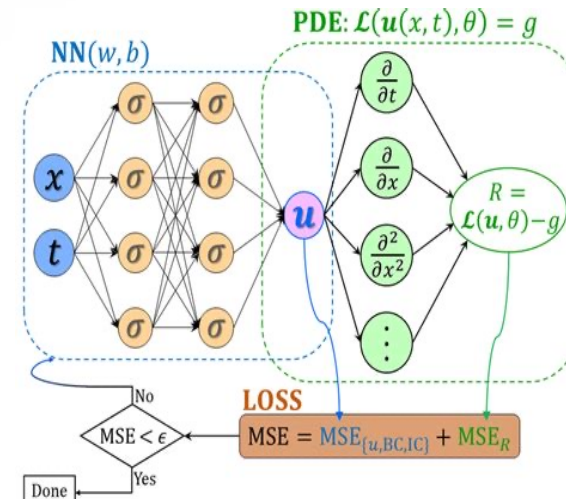 PDE: 𝓛(u(x, t), θ) = g
NN(w, b)
σ σ ∂/∂t
x σ σ ∂/∂x
u R =
𝓛(u, θ)−g
t σ σ ∂²/∂x²
σ σ ⋮
No
LOSS
MSE < ϵ MSE = MSE{u,BC,IC} + MSE_R
Yes
Done